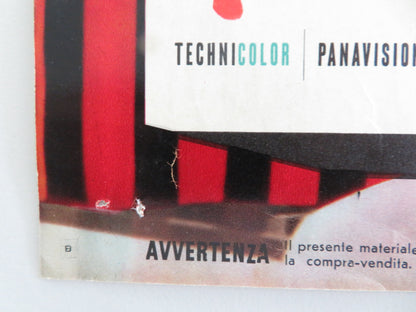 TECHNICOLOR | PANAVISION
AVVERTENZA Il presente materiale
la compra-vendita.